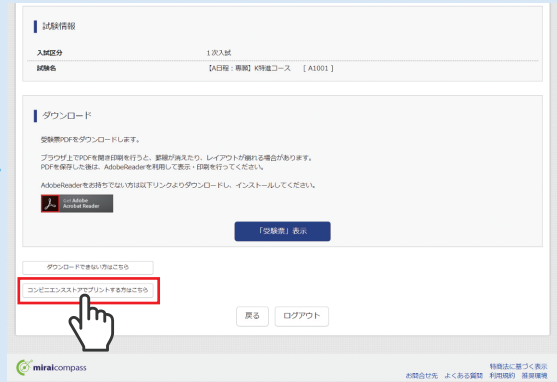 試験情報
入試区分 1次入試
試験名 【A日程：専願】K特進コース [ A1001 ]
ダウンロード
受験票PDFをダウンロードします。
ブラウザ上でPDFを開き印刷を行うと、罫線が消えたり、レイアウトが崩れる場合があります。
PDFを保存した後は、AdobeReaderを利用して表示・印刷を行ってください。
AdobeReaderをお持ちでない方は以下リンクよりダウンロードし、インストールしてください。
Get Adobe
Acrobat Reader
「受験票」表示
ダウンロードできない方はこちら
コンビニエンスストアでプリントする方はこちら
戻る ログアウト
miraicompass
特商法に基づく表示
お問合せ先 よくある質問 利用規約 推奨環境